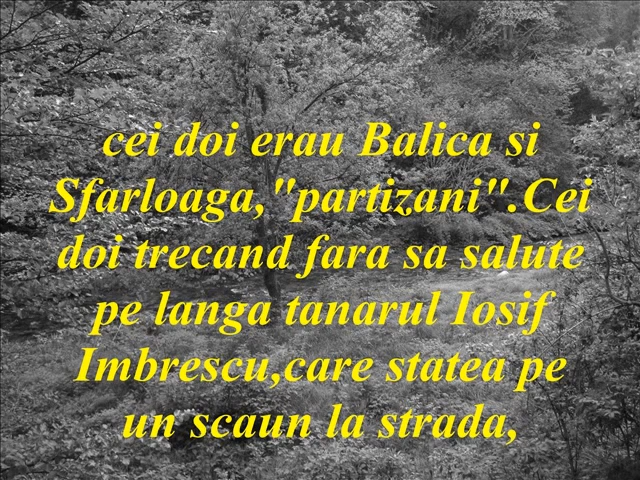 cei doi erau Balica si
Sfarloaga,"partizani".Cei
doi trecand fara sa salute
pe langa tanarul Iosif
Imbrescu,care statea pe
un scaun la strada,